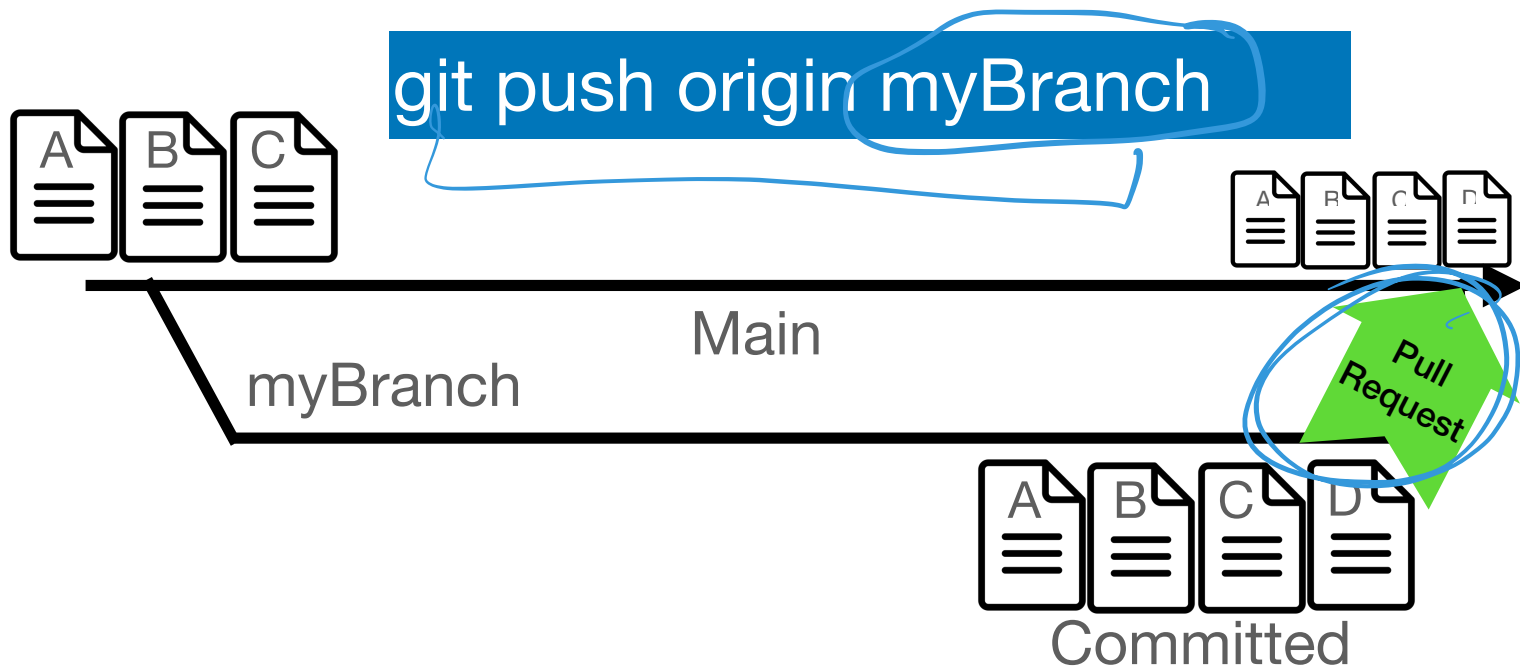 git push origin myBranch
A B C
A B C D
Main
myBranch
Pull
Request
A B C D
Committed